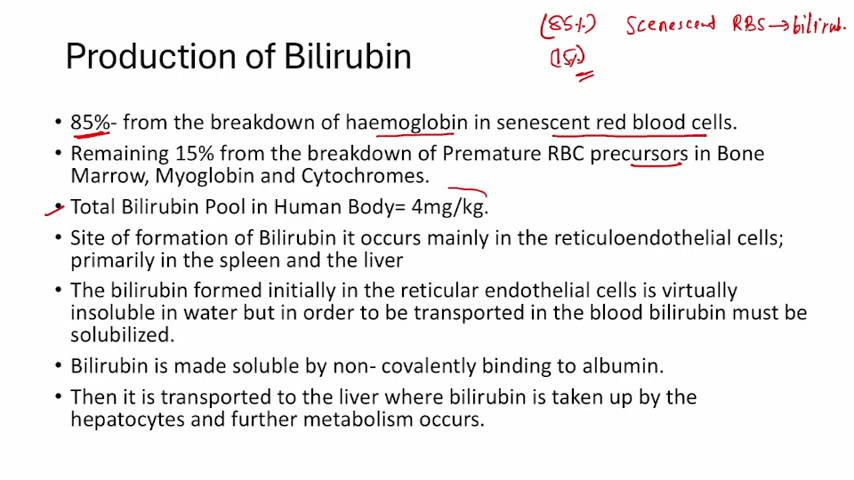 (85%) Scenescent RBS→bilirub.
(15%)
Production of Bilirubin
• 85%- from the breakdown of haemoglobin in senescent red blood cells.
• Remaining 15% from the breakdown of Premature RBC precursors in Bone
Marrow, Myoglobin and Cytochromes.
• Total Bilirubin Pool in Human Body= 4mg/kg.
• Site of formation of Bilirubin it occurs mainly in the reticuloendothelial cells;
primarily in the spleen and the liver
• The bilirubin formed initially in the reticular endothelial cells is virtually
insoluble in water but in order to be transported in the blood bilirubin must be
solubilized.
• Bilirubin is made soluble by non- covalently binding to albumin.
• Then it is transported to the liver where bilirubin is taken up by the
hepatocytes and further metabolism occurs.